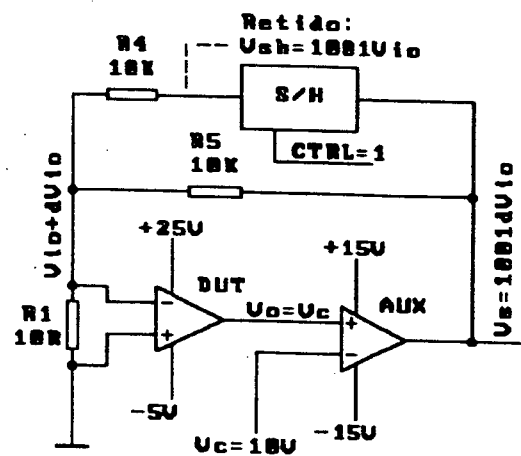 Retido:
Vsh=1001Vio
R4
10K
S/H
CTRL=1
R5
10K
Vio+dVio
+25V
+15V
DUT
AUX
Vo=Vc
R1
10R
-
+
+
-
-5V
-15V
Vc=10V
Vs=1001dVio